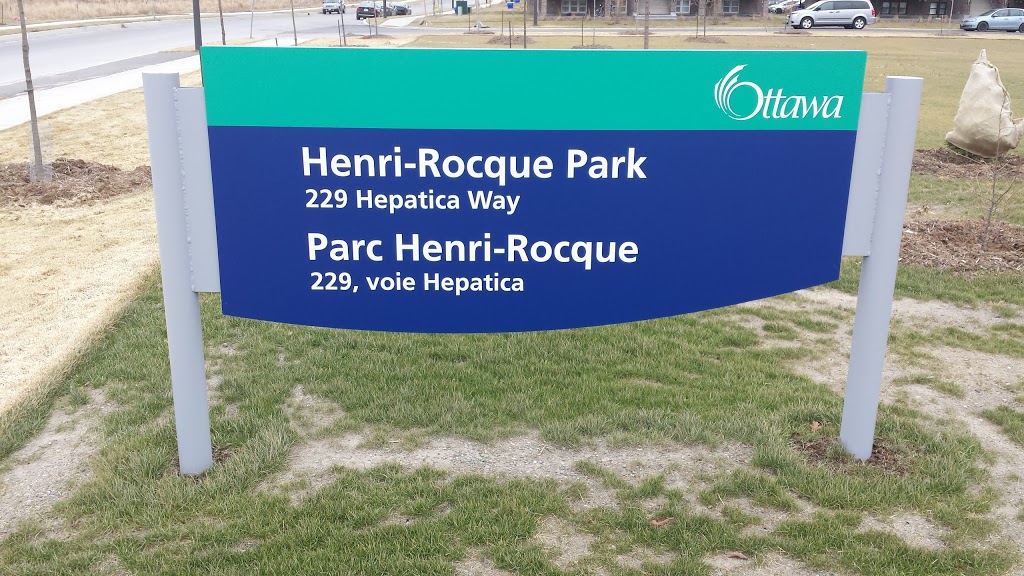 Ottawa
Henri-Rocque Park
229 Hepatica Way
Parc Henri-Rocque
229, voie Hepatica